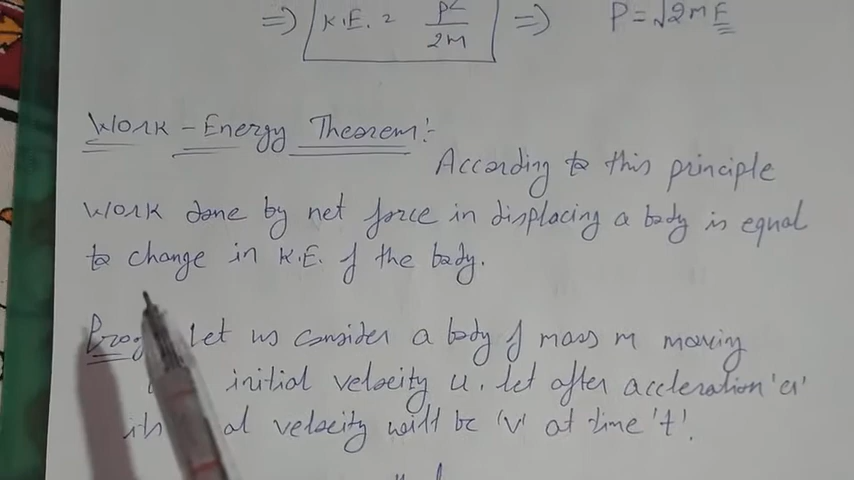 => K.E. = p²/2m => P = √2mE
Work - Energy Theorem :-
According to this principle
work done by net force in displacing a body is equal
to change in K.E. of the body.
Let us consider a body of mass m moving
initial velocity u. let after accleration 'a'
velocity will be 'v' at time 't'.